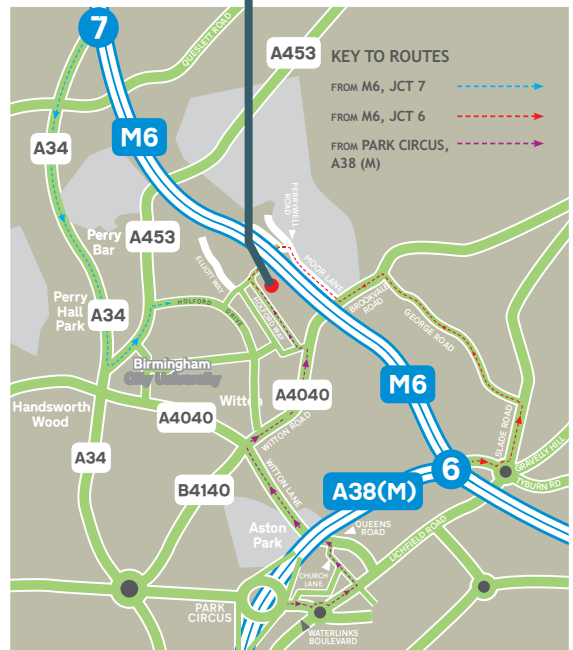 7
QUESLETT ROAD
A453
KEY TO ROUTES
FROM M6, JCT 7
FROM M6, JCT 6
FROM PARK CIRCUS,
A38 (M)
M6
A34
PERRYWELL
ROAD
A453
Perry
Bar
ELLIOTT WAY
MOOR LANE
BROOKVALE
ROAD
Perry
Hall
Park
A34
HOLFORD
DRIVE
HOLFORD WAY
GEORGE ROAD
Birmingham
City University
M6
Handsworth
Wood
A4040
Witton
A4040
WITTON ROAD
SLADE ROAD
A34
GRAVELLY HILL
6
TYBURN RD
B4140
WITTON LANE
A38(M)
Aston
Park
QUEENS
ROAD
LICHFIELD ROAD
CHURCH
LANE
PARK
CIRCUS
WATERLINKS
BOULEVARD